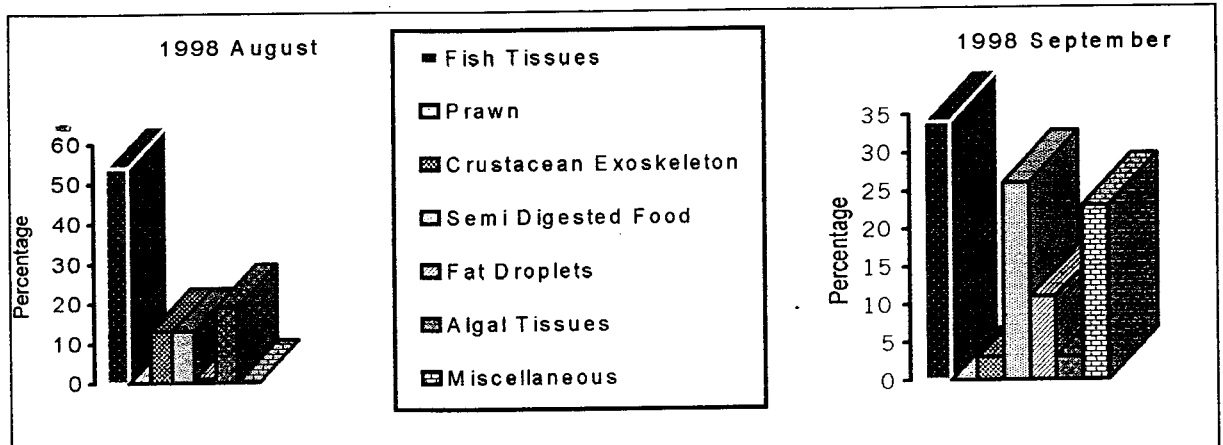 1998 August
Percentage
60
50
40
30
20
10
0
Fish Tissues
Prawn
Crustacean Exoskeleton
Semi Digested Food
Fat Droplets
Algal Tissues
Miscellaneous
1998 September
Percentage
35
30
25
20
15
10
5
0